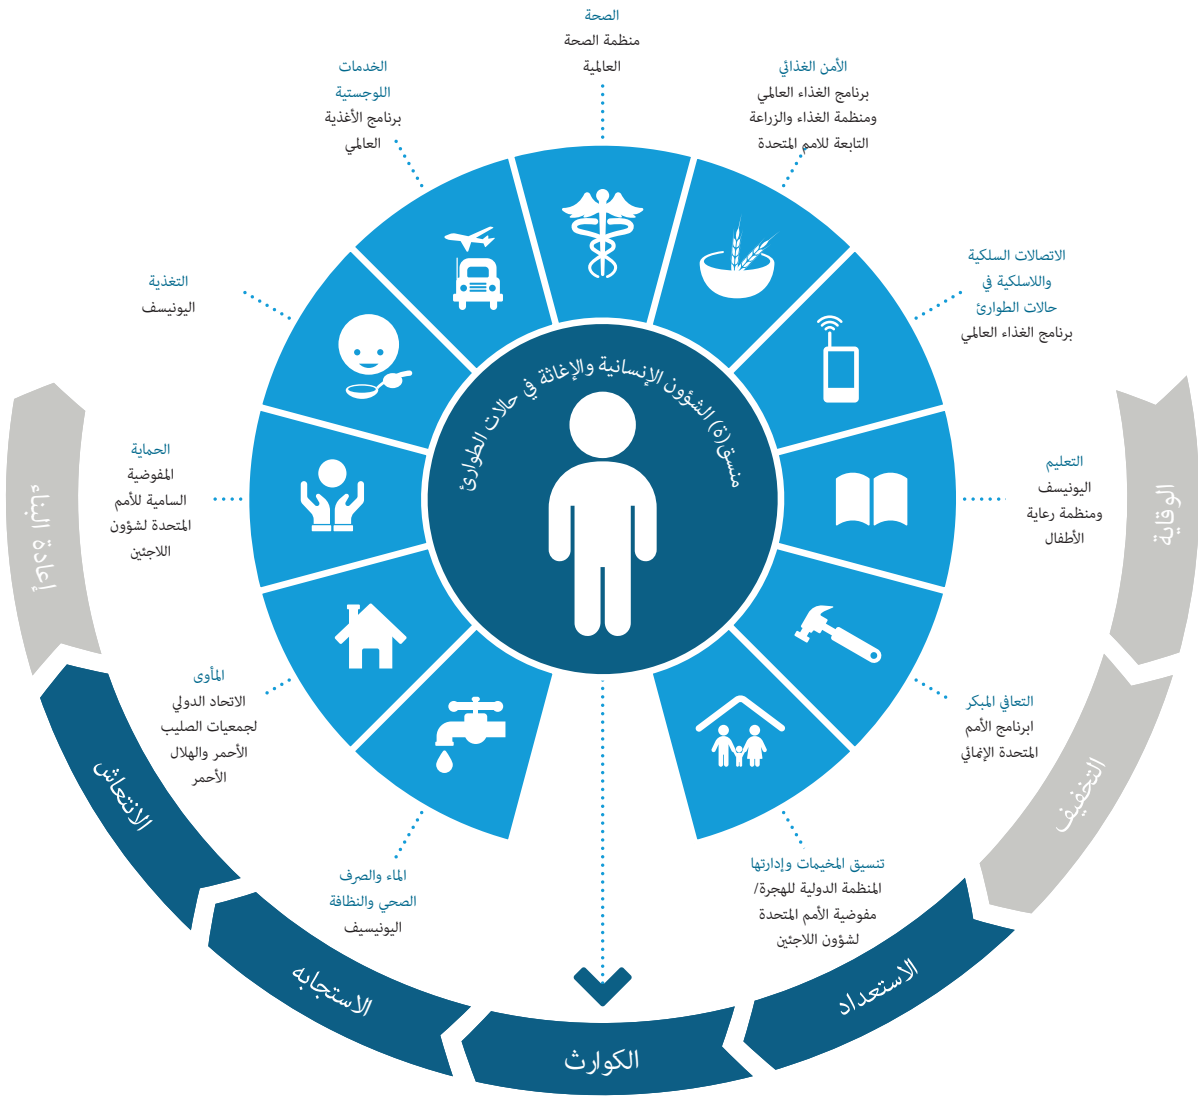 الصحة
منظمة الصحة
العالمية
الأمن الغذائي
برنامج الغذاء العالمي
ومنظمة الغذاء والزراعة
التابعة للامم المتحدة
الاتصالات السلكية
واللاسلكية في
حالات الطوارئ
برنامج الغذاء العالمي
التعليم
اليونيسف
ومنظمة رعاية
الأطفال
التعافي المبكر
ابرنامج الأمم
المتحدة الإنمائي
تنسيق المخيمات وإدارتها
المنظمة الدولية للهجرة/
مفوضية الأمم المتحدة
لشؤون اللاجئين
الماء والصرف
الصحي والنظافة
اليونيسيف
المأوى
الاتحاد الدولي
لجمعيات الصليب
الأحمر والهلال
الأحمر
الحماية
المفوضية
السامية للأمم
المتحدة لشؤون
اللاجئين
التغذية
اليونيسف
الخدمات
اللوجستية
برنامج الأغذية
العالمي
منسق(ة) الشؤون الإنسانية والإغاثة في حالات الطوارئ
الوقاية
التخفيف
الاستعداد
الكوارث
الاستجابه
الانتعاش
إعادة البناء